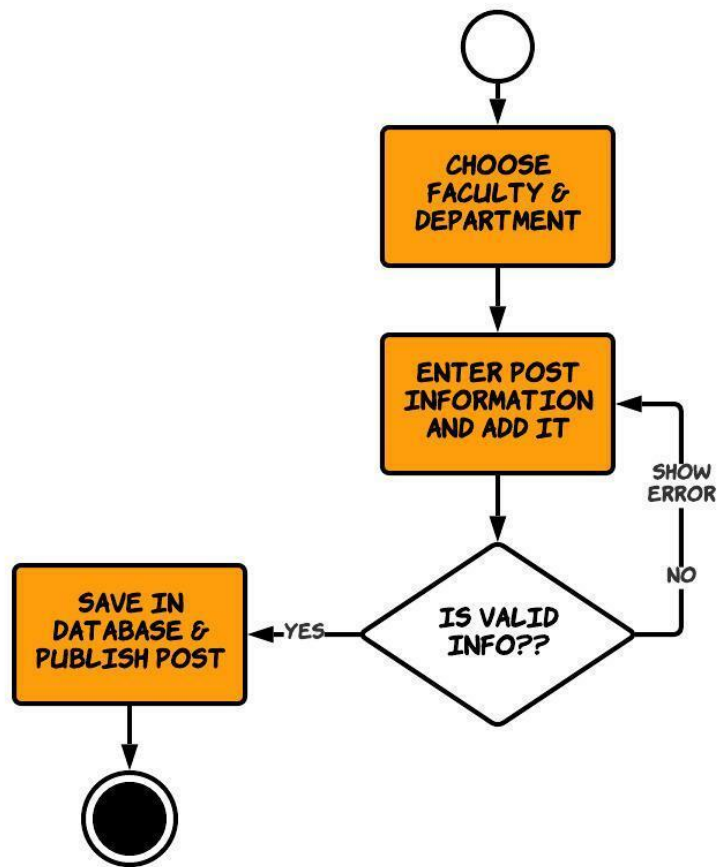 CHOOSE
FACULTY &
DEPARTMENT
ENTER POST
INFORMATION
AND ADD IT
SHOW
ERROR
NO
IS VALID
INFO??
YES
SAVE IN
DATABASE &
PUBLISH POST